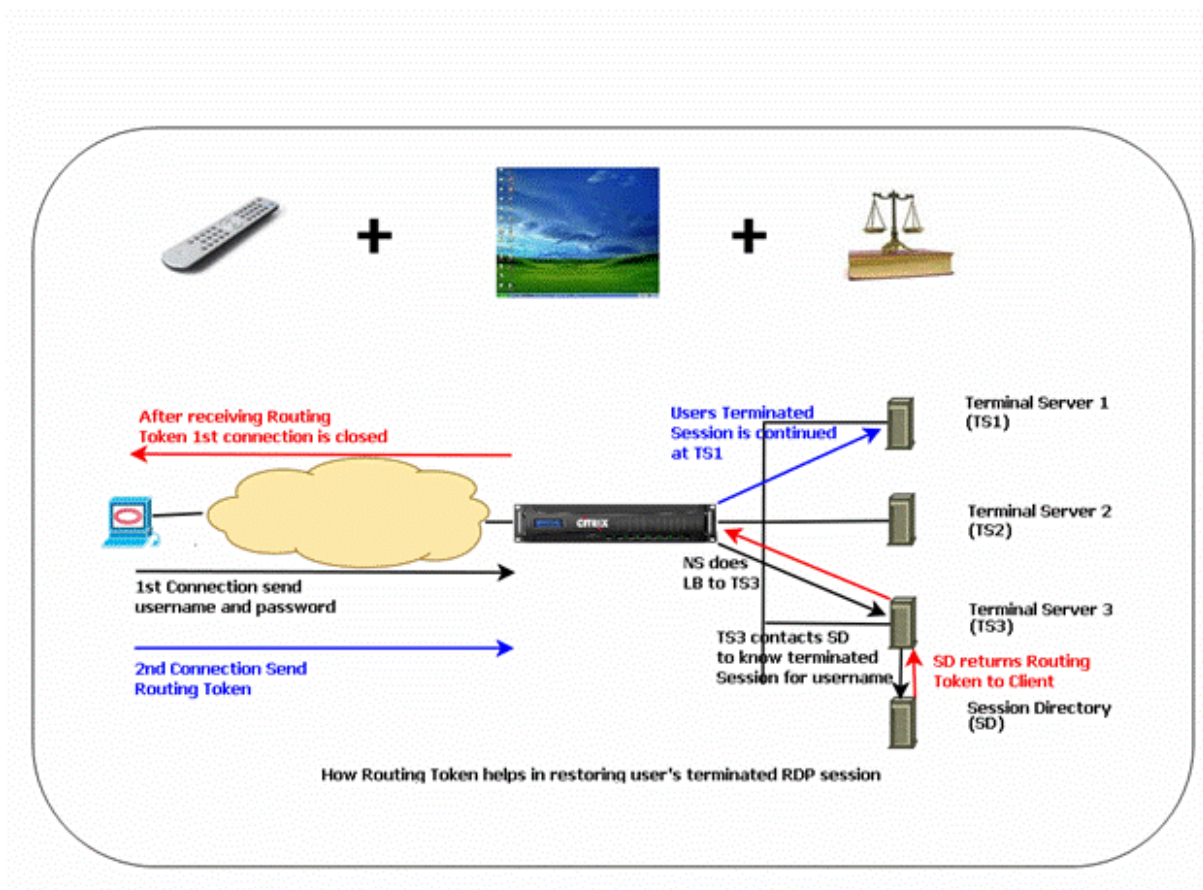 After receiving Routing
Token 1st connection is closed
Users Terminated
Session is continued
at TS1
Terminal Server 1
(TS1)
CITRIX
Terminal Server 2
(TS2)
1st Connection send
username and password
NS does
LB to TS3
Terminal Server 3
(TS3)
2nd Connection Send
Routing Token
TS3 contacts SD
to know terminated
Session for username
SD returns Routing
Token to Client
Session Directory
(SD)
How Routing Token helps in restoring user's terminated RDP session